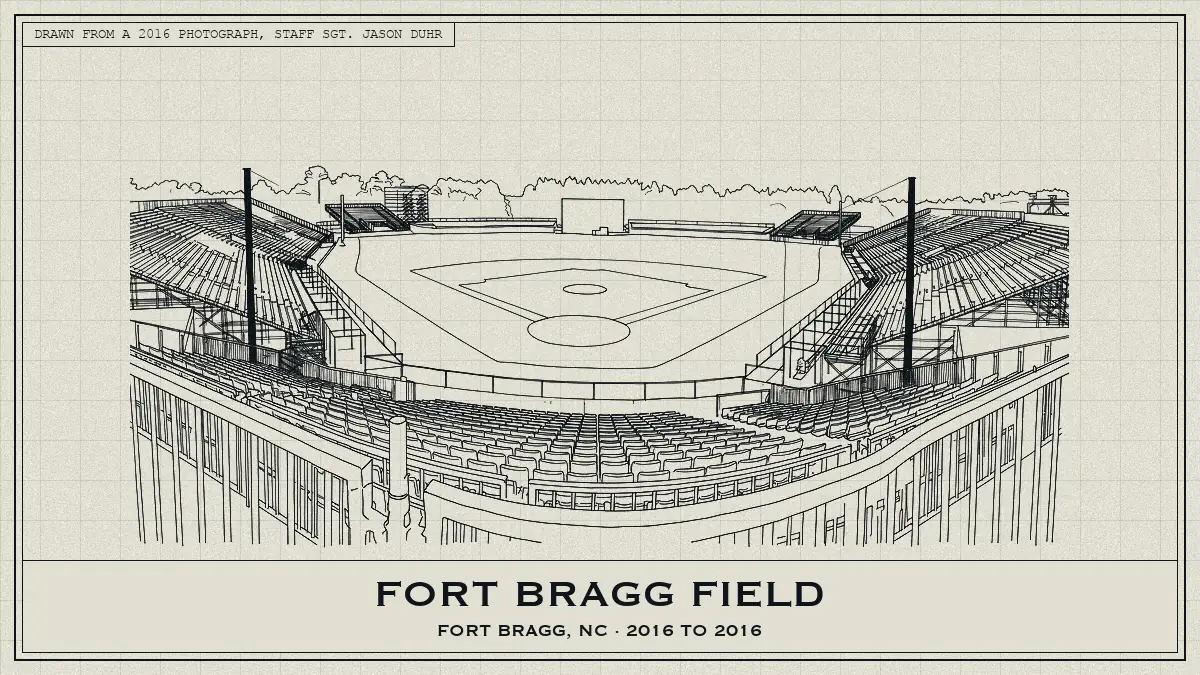 DRAWN FROM A 2016 PHOTOGRAPH, STAFF SGT. JASON DUHR
FORT BRAGG FIELD
FORT BRAGG, NC · 2016 TO 2016